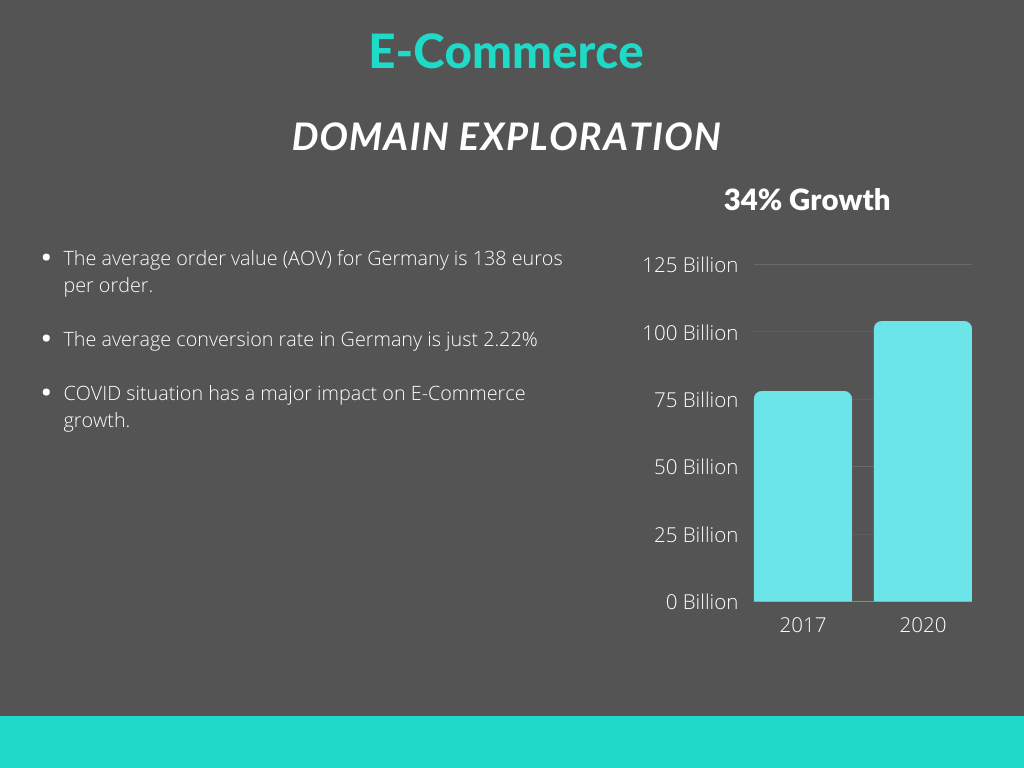 E-Commerce
DOMAIN EXPLORATION
34% Growth
• The average order value (AOV) for Germany is 138 euros
per order.
• The average conversion rate in Germany is just 2.22%
• COVID situation has a major impact on E-Commerce
growth.
125 Billion
100 Billion
75 Billion
50 Billion
25 Billion
0 Billion
2017 2020